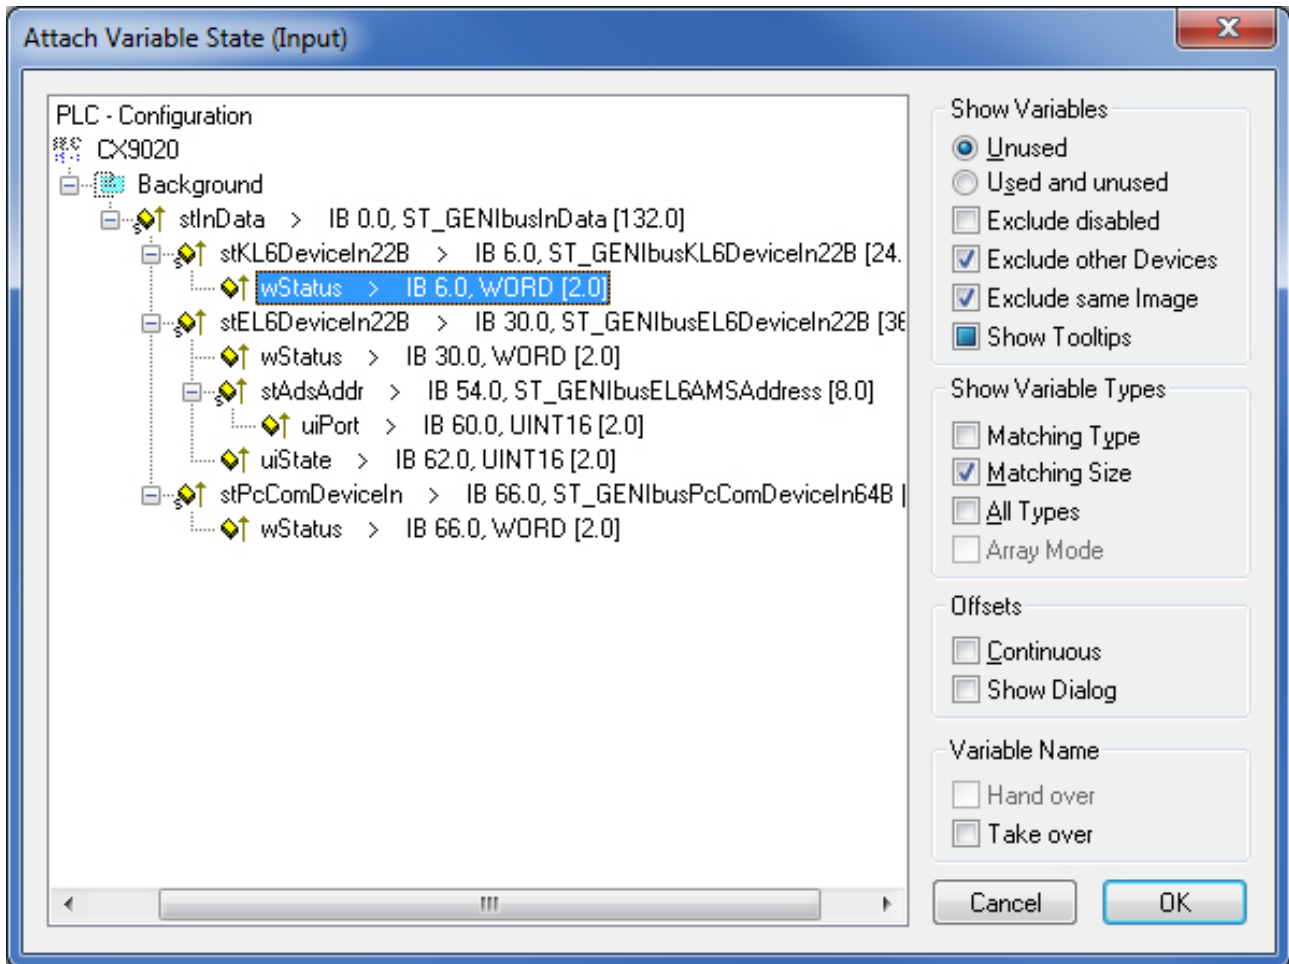 Attach Variable State (Input)
PLC - Configuration
CX9020
Background
stInData > IB 0.0, ST_GENIbusInData [132.0]
stKL6DeviceIn22B > IB 6.0, ST_GENIbusKL6DeviceIn22B [24.
wStatus > IB 6.0, WORD [2.0]
stEL6DeviceIn22B > IB 30.0, ST_GENIbusEL6DeviceIn22B [36
wStatus > IB 30.0, WORD [2.0]
stAdsAddr > IB 54.0, ST_GENIbusEL6AMSAddress [8.0]
uiPort > IB 60.0, UINT16 [2.0]
uiState > IB 62.0, UINT16 [2.0]
stPcComDeviceIn > IB 66.0, ST_GENIbusPcComDeviceIn64B [
wStatus > IB 66.0, WORD [2.0]
Show Variables
Unused
Used and unused
Exclude disabled
Exclude other Devices
Exclude same Image
Show Tooltips
Show Variable Types
Matching Type
Matching Size
All Types
Array Mode
Offsets
Continuous
Show Dialog
Variable Name
Hand over
Take over
Cancel
OK